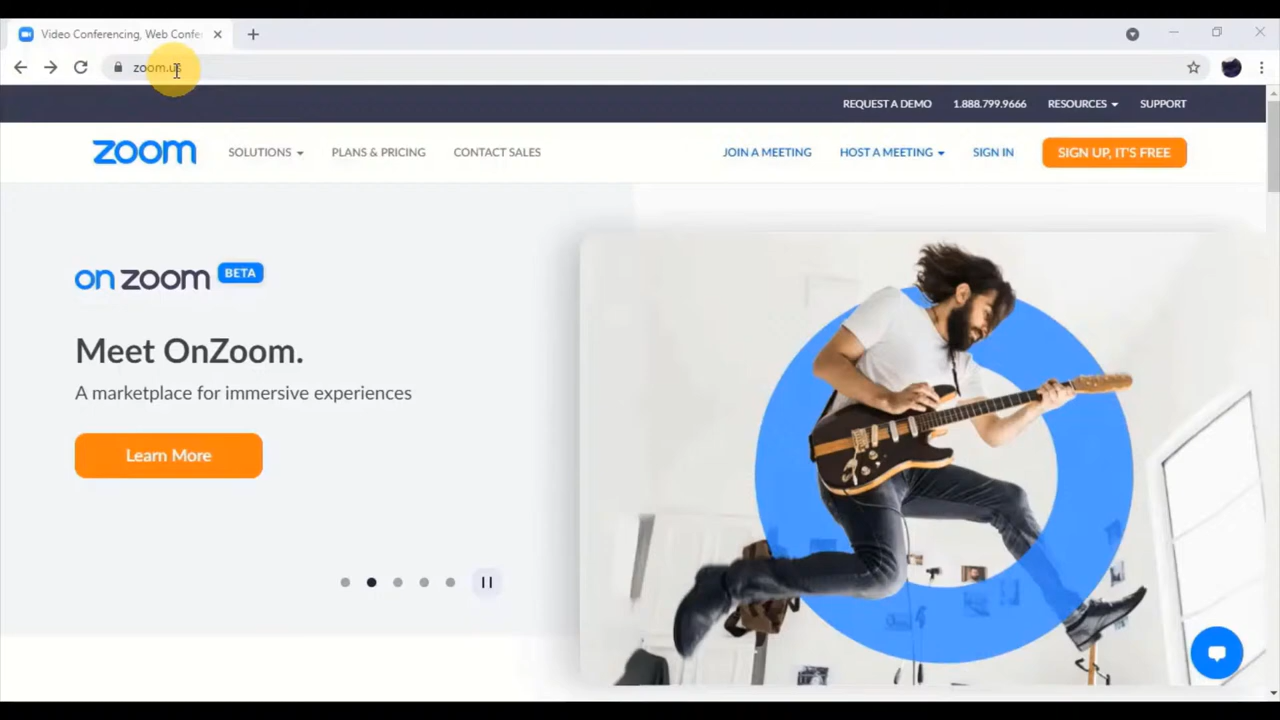 Video Conferencing, Web Confe
zoom.us
REQUEST A DEMO 1.888.799.9666 RESOURCES SUPPORT
zoom SOLUTIONS PLANS & PRICING CONTACT SALES JOIN A MEETING HOST A MEETING SIGN IN SIGN UP, IT'S FREE
on zoom BETA
Meet OnZoom.
A marketplace for immersive experiences
Learn More